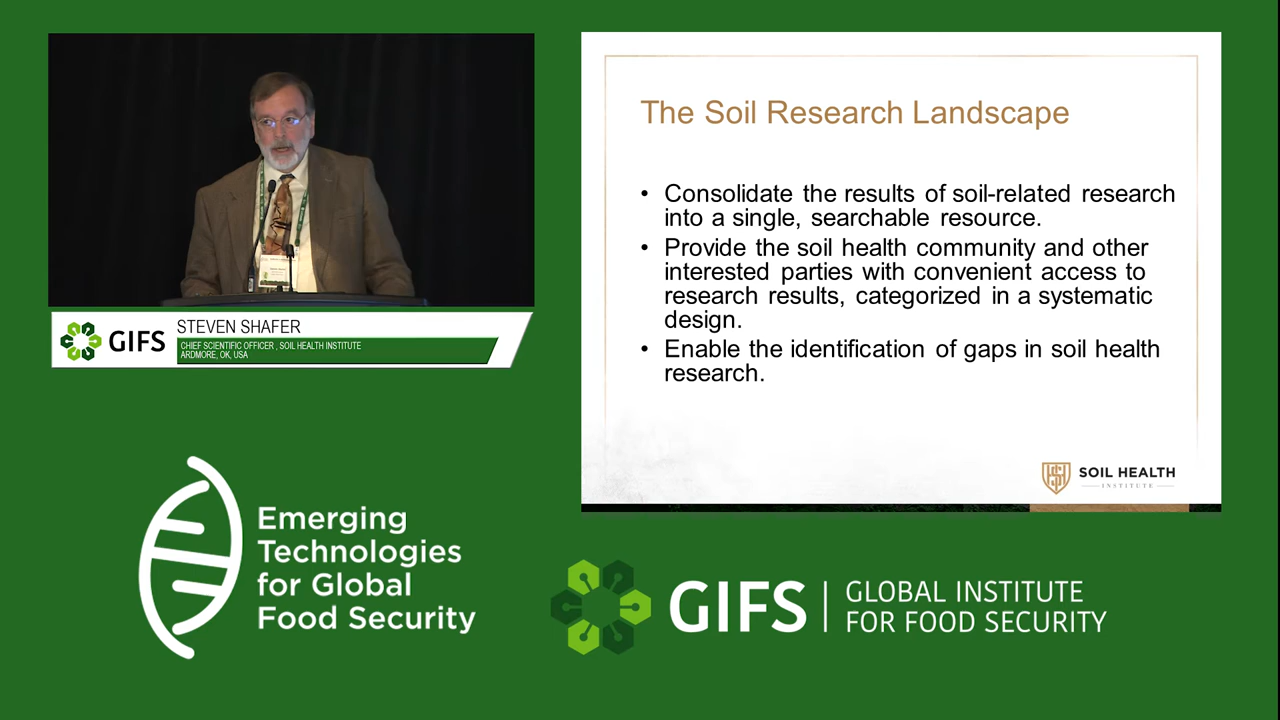 The Soil Research Landscape
• Consolidate the results of soil-related research
into a single, searchable resource.
• Provide the soil health community and other
interested parties with convenient access to
research results, categorized in a systematic
design.
• Enable the identification of gaps in soil health
research.
SOIL HEALTH
INSTITUTE
GIFS
STEVEN SHAFER
CHIEF SCIENTIFIC OFFICER , SOIL HEALTH INSTITUTE
ARDMORE, OK, USA
Emerging
Technologies
for Global
Food Security
GIFS
GLOBAL INSTITUTE
FOR FOOD SECURITY